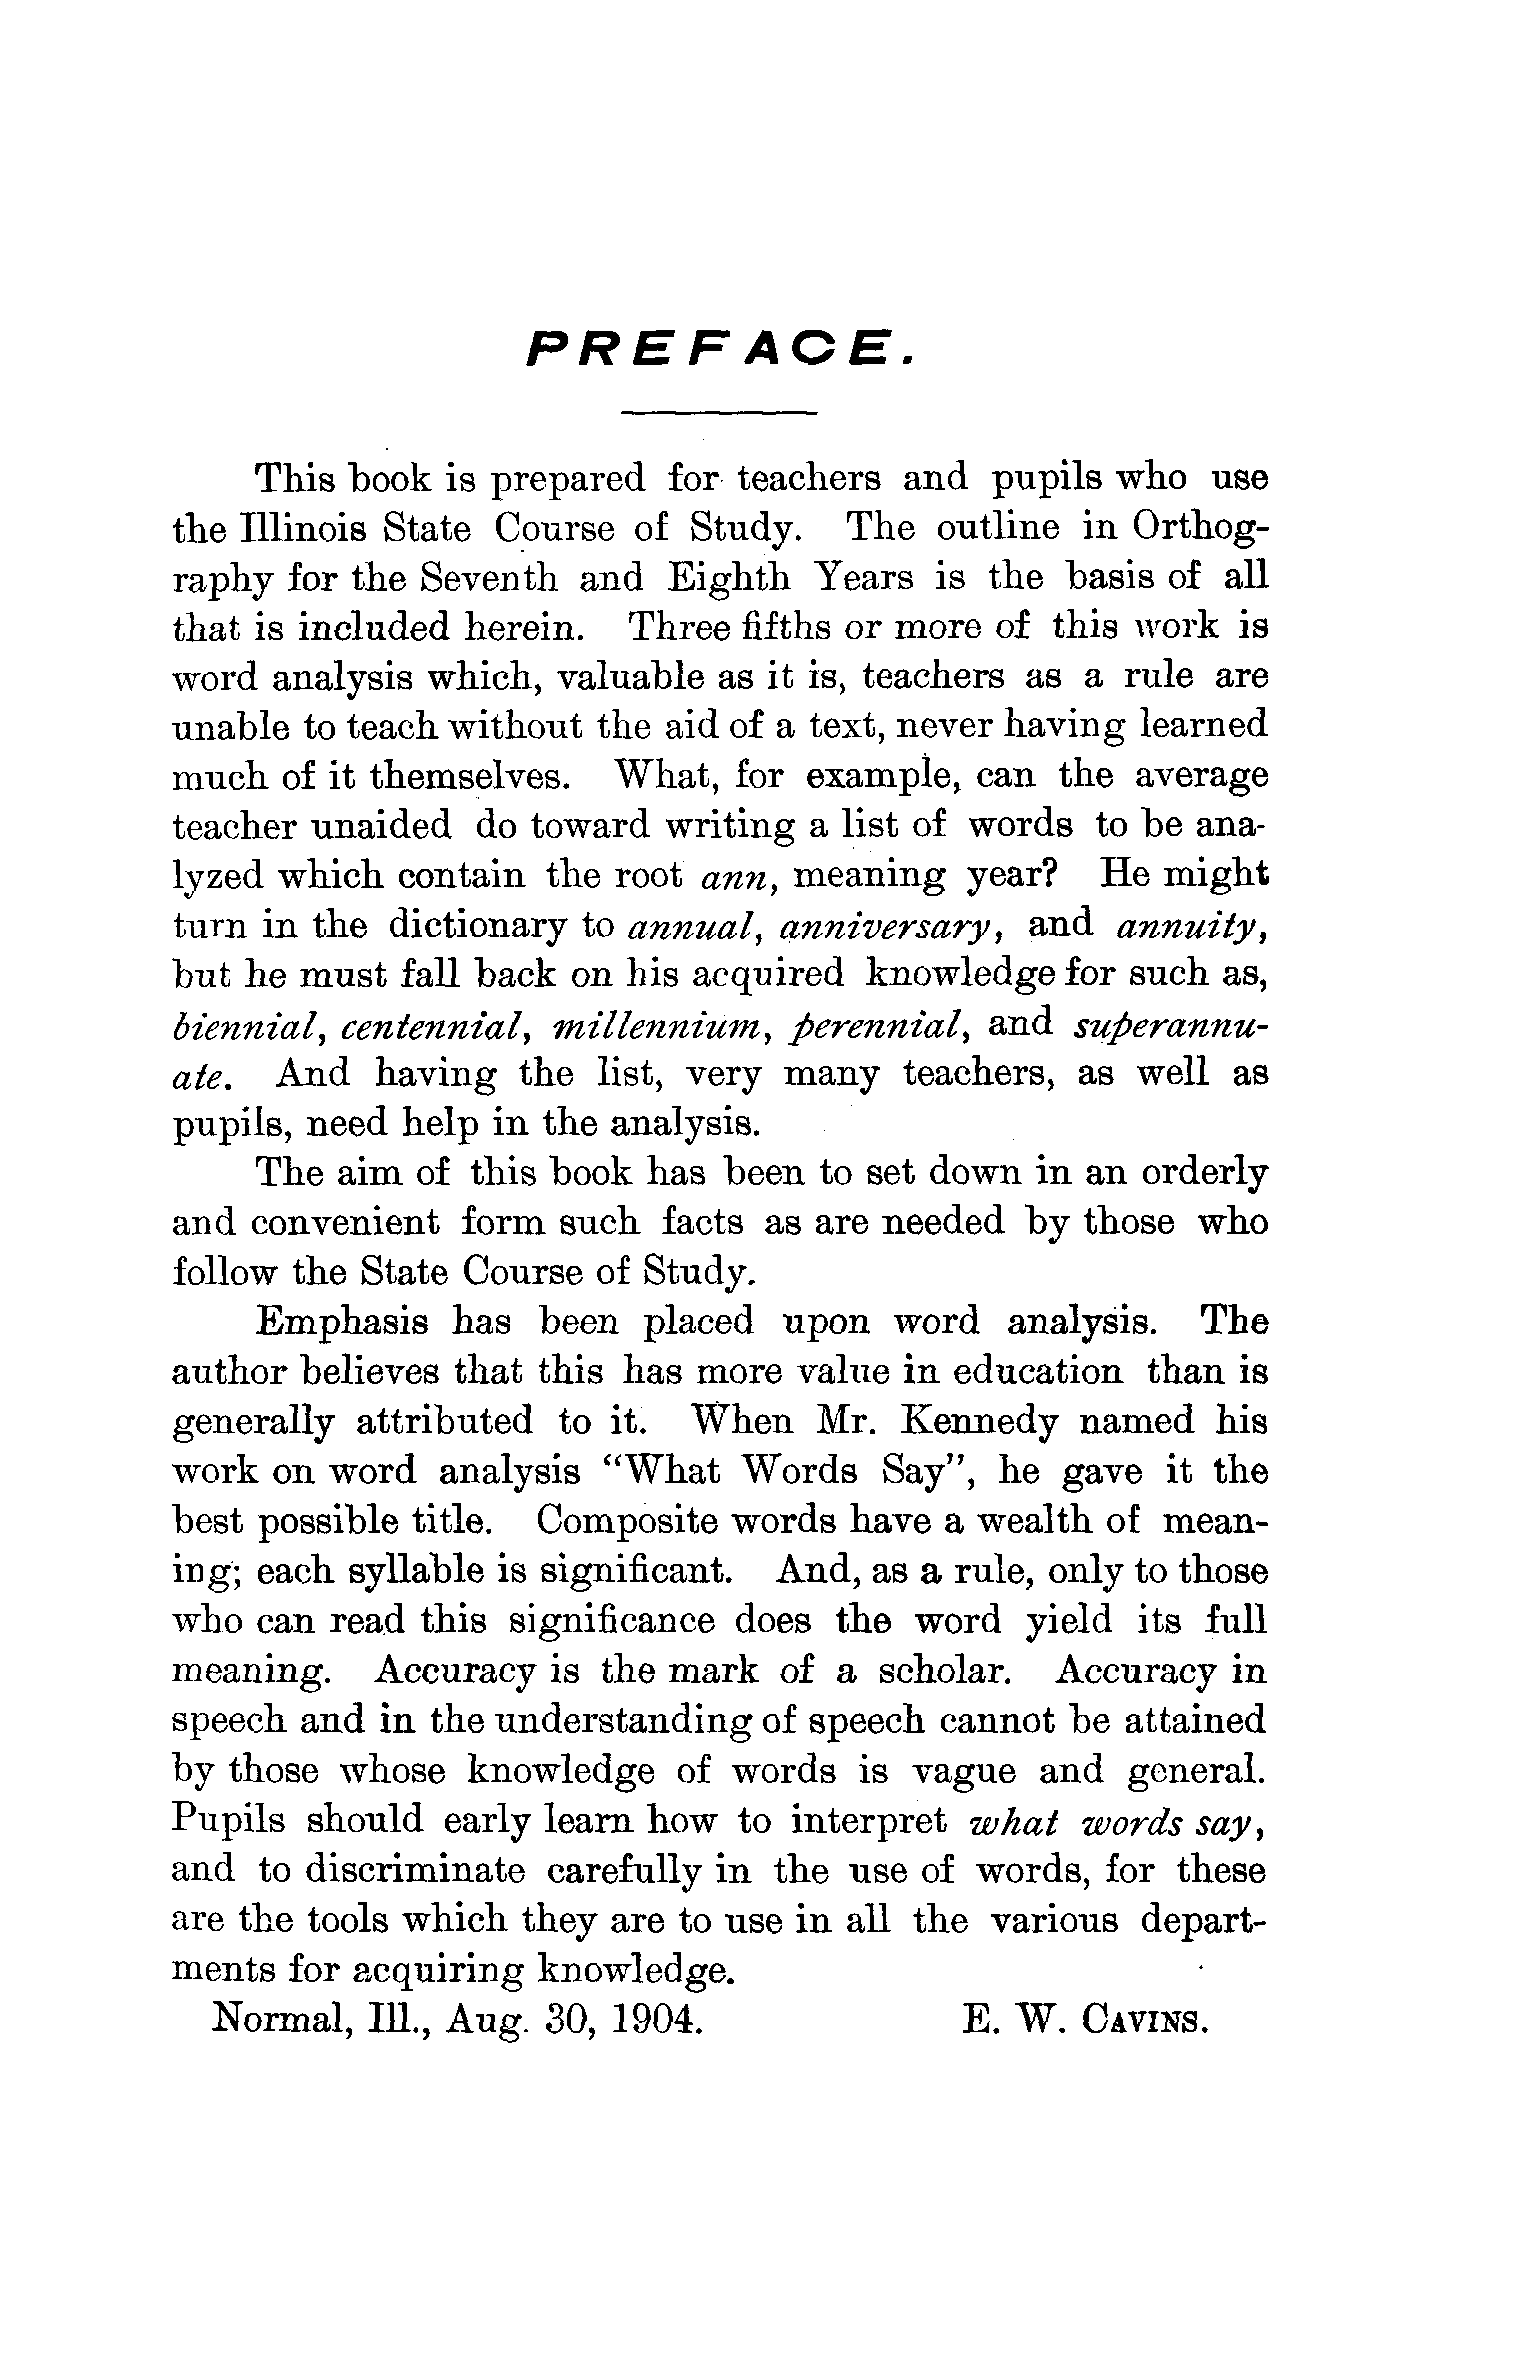 PREFACE.
This book is prepared for teachers and pupils who use
the Illinois State Course of Study. The outline in Orthog-
raphy for the Seventh and Eighth Years is the basis of all
that is included herein. Three fifths or more of this work is
word analysis which, valuable as it is, teachers as a rule are
unable to teach without the aid of a text, never having learned
much of it themselves. What, for example, can the average
teacher unaided do toward writing a list of words to be ana-
lyzed which contain the root ann, meaning year? He might
turn in the dictionary to annual, anniversary, and annuity,
but he must fall back on his acquired knowledge for such as,
biennial, centennial, millennium, perennial, and superannu-
ate. And having the list, very many teachers, as well as
pupils, need help in the analysis.
The aim of this book has been to set down in an orderly
and convenient form such facts as are needed by those who
follow the State Course of Study.
Emphasis has been placed upon word analysis. The
author believes that this has more value in education than is
generally attributed to it. When Mr. Kennedy named his
work on word analysis “What Words Say”, he gave it the
best possible title. Composite words have a wealth of mean-
ing; each syllable is significant. And, as a rule, only to those
who can read this significance does the word yield its full
meaning. Accuracy is the mark of a scholar. Accuracy in
speech and in the understanding of speech cannot be attained
by those whose knowledge of words is vague and general.
Pupils should early learn how to interpret what words say,
and to discriminate carefully in the use of words, for these
are the tools which they are to use in all the various depart-
ments for acquiring knowledge.
Normal, Ill., Aug. 30, 1904. E. W. CAVINS.